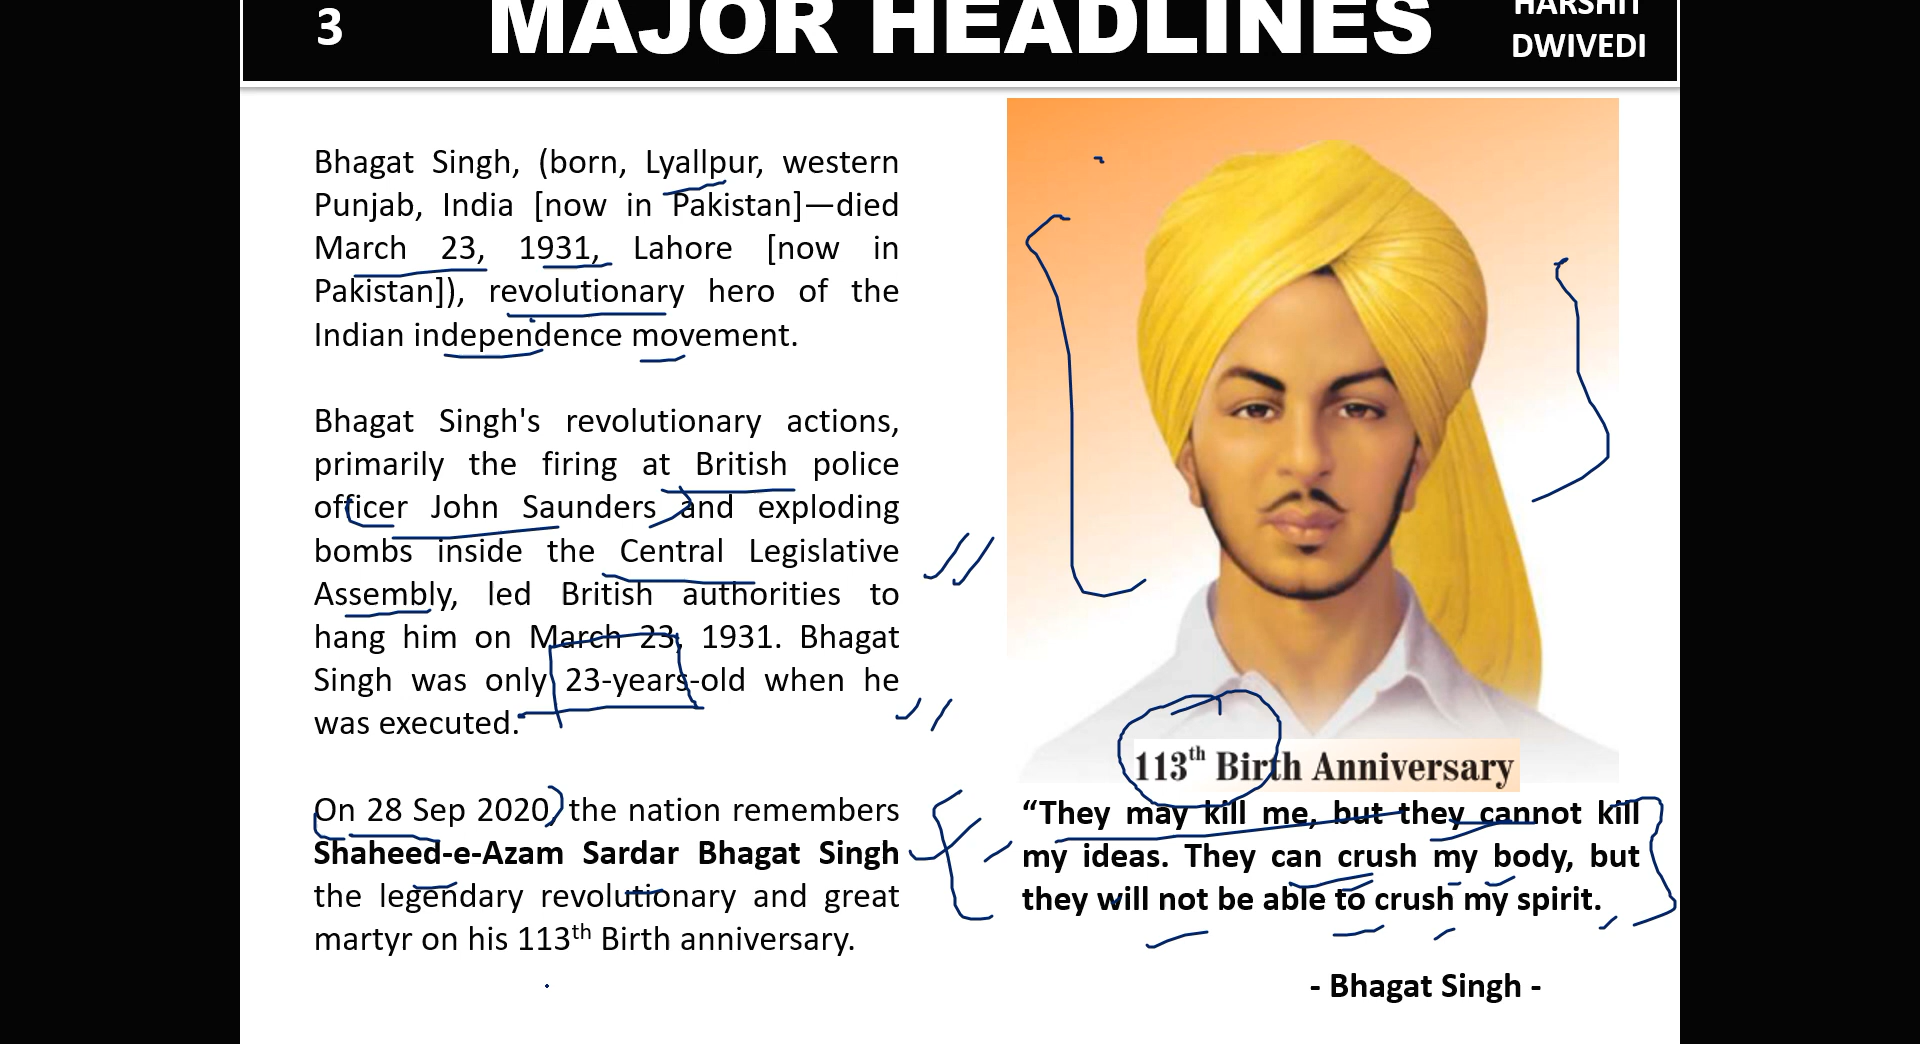 3
MAJOR HEADLINES
HARSHIT
DWIVEDI
Bhagat Singh, (born, Lyallpur, western
Punjab, India [now in Pakistan]—died
March 23, 1931, Lahore [now in
Pakistan]), revolutionary hero of the
Indian independence movement.
Bhagat Singh's revolutionary actions,
primarily the firing at British police
officer John Saunders and exploding
bombs inside the Central Legislative
Assembly, led British authorities to
hang him on March 23, 1931. Bhagat
Singh was only 23-years-old when he
was executed.
On 28 Sep 2020, the nation remembers
Shaheed-e-Azam Sardar Bhagat Singh
the legendary revolutionary and great
martyr on his 113th Birth anniversary.
113th Birth Anniversary
“They may kill me, but they cannot kill
my ideas. They can crush my body, but
they will not be able to crush my spirit.
- Bhagat Singh -